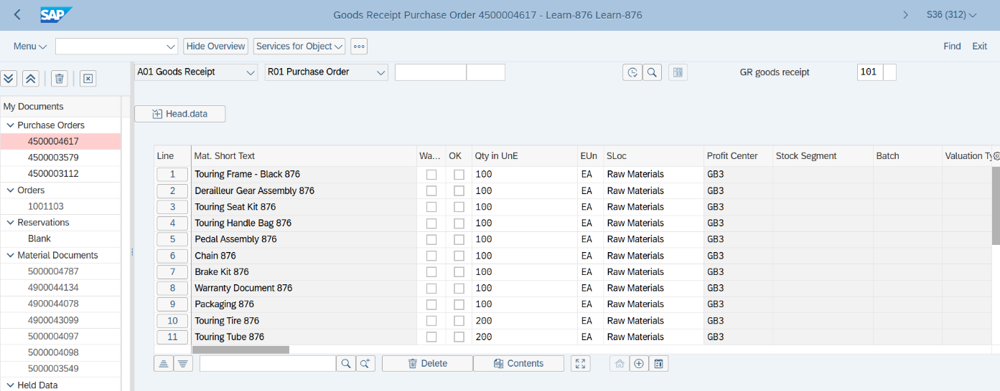 SAP Goods Receipt Purchase Order 4500004617 - Learn-876 Learn-876 S36 (312)
Menu Hide Overview Services for Object Find Exit
A01 Goods Receipt R01 Purchase Order GR goods receipt 101
Head.data
My Documents
Purchase Orders
4500004617
4500003579
4500003112
Orders
1001103
Reservations
Blank
Material Documents
5000004787
4900044134
4900044078
4900043099
5000004097
5000004098
5000003549
Held Data
Line Mat. Short Text Wa... OK Qty in UnE EUn SLoc Profit Center Stock Segment Batch Valuation Ty
1 Touring Frame - Black 876 100 EA Raw Materials GB3
2 Derailleur Gear Assembly 876 100 EA Raw Materials GB3
3 Touring Seat Kit 876 100 EA Raw Materials GB3
4 Touring Handle Bag 876 100 EA Raw Materials GB3
5 Pedal Assembly 876 100 EA Raw Materials GB3
6 Chain 876 100 EA Raw Materials GB3
7 Brake Kit 876 100 EA Raw Materials GB3
8 Warranty Document 876 100 EA Raw Materials GB3
9 Packaging 876 100 EA Raw Materials GB3
10 Touring Tire 876 200 EA Raw Materials GB3
11 Touring Tube 876 200 EA Raw Materials GB3
Delete Contents